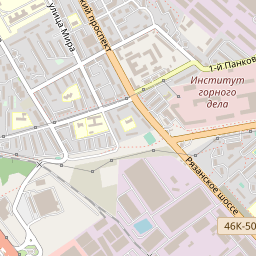 улица Мира
кий проспект
1-й Панков
Институт
горного
дела
Рязанское шоссе
46К-50